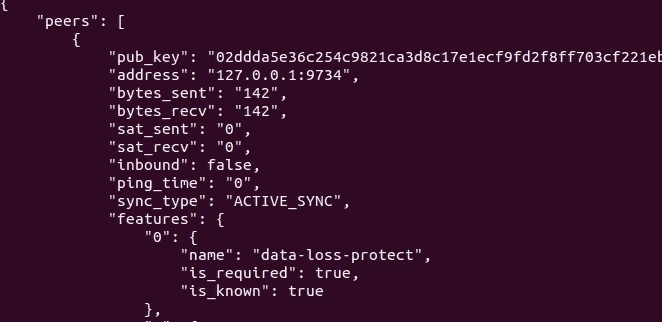 {
"peers": [
{
"pub_key": "02ddda5e36c254c9821ca3d8c17e1ecf9fd2f8ff703cf221eb
"address": "127.0.0.1:9734",
"bytes_sent": "142",
"bytes_recv": "142",
"sat_sent": "0",
"sat_recv": "0",
"inbound": false,
"ping_time": "0",
"sync_type": "ACTIVE_SYNC",
"features": {
"0": {
"name": "data-loss-protect",
"is_required": true,
"is_known": true
},